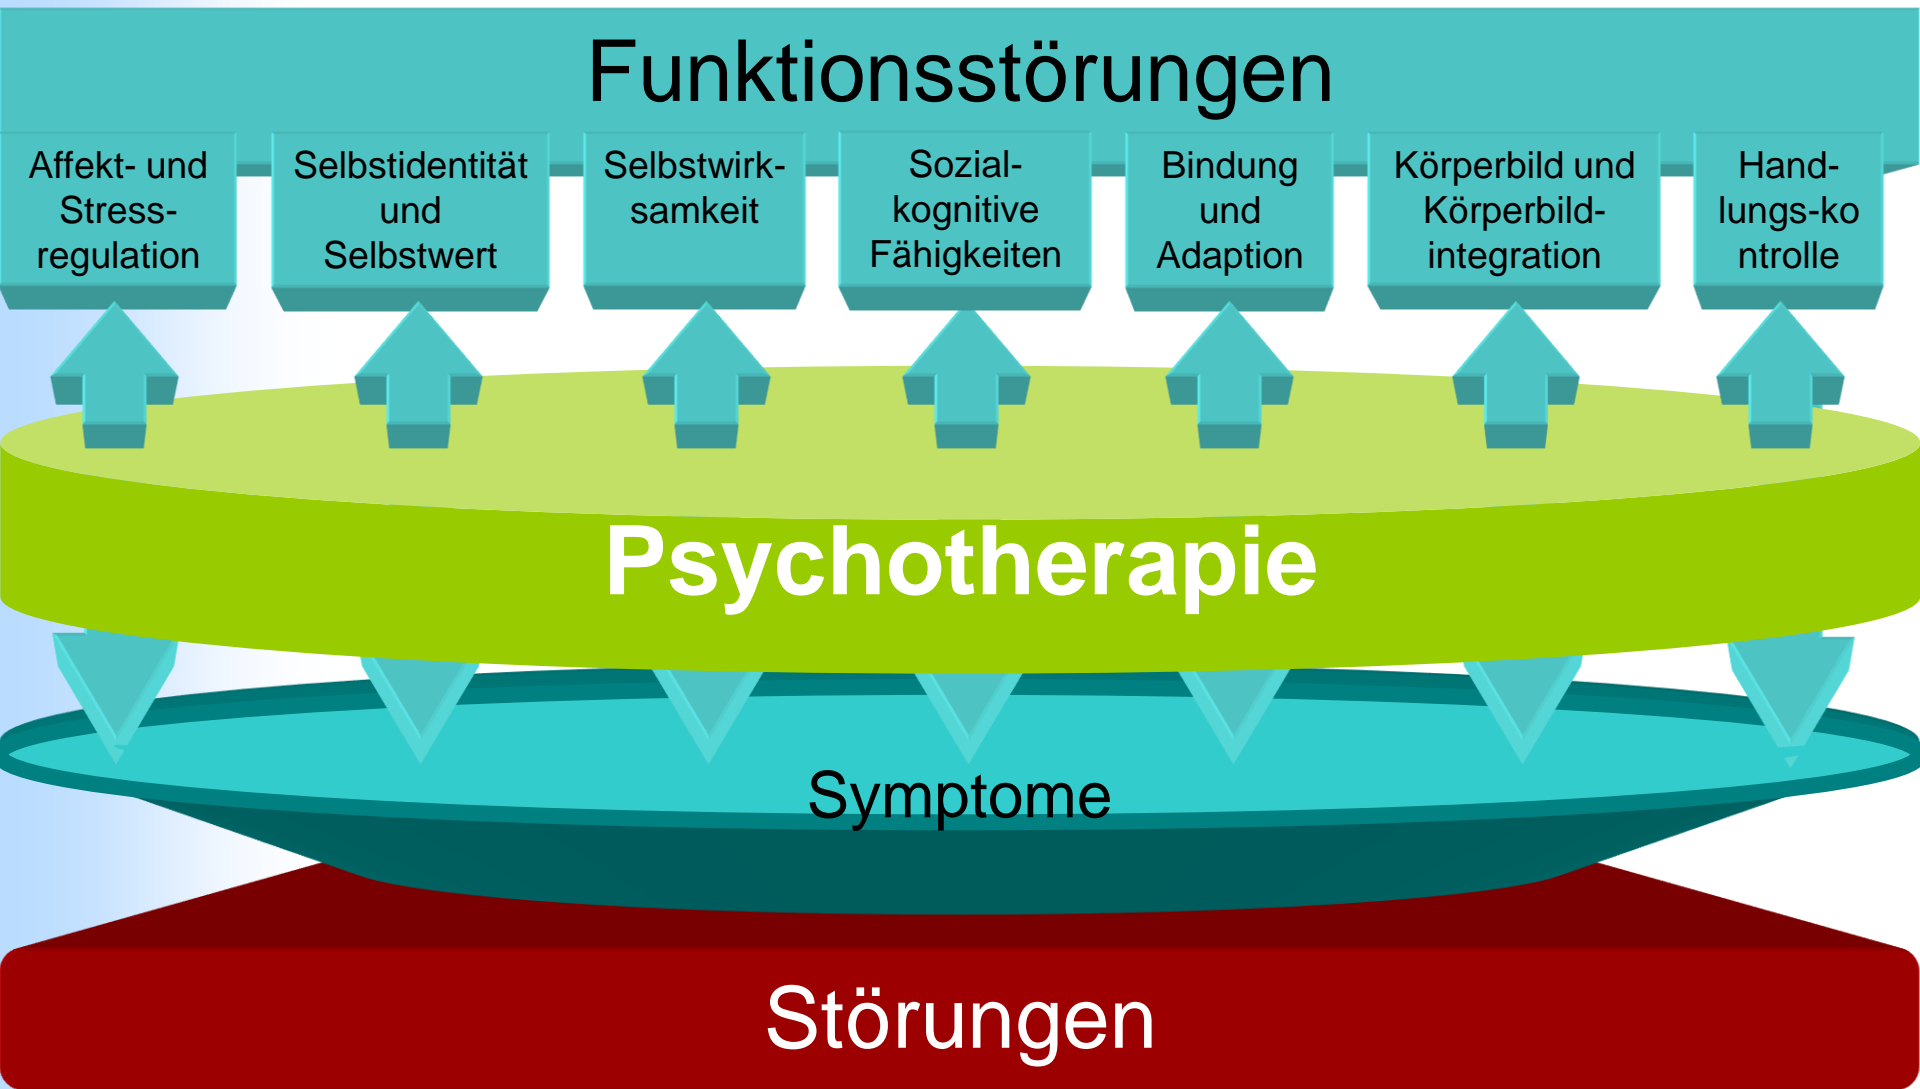 Funktionsstörungen
Affekt- und
Stress-
regulation
Selbstidentität
und
Selbstwert
Selbstwirk-
samkeit
Sozial-
kognitive
Fähigkeiten
Bindung
und
Adaption
Körperbild und
Körperbild-
integration
Hand-
lungs-ko
ntrolle
Psychotherapie
Symptome
Störungen